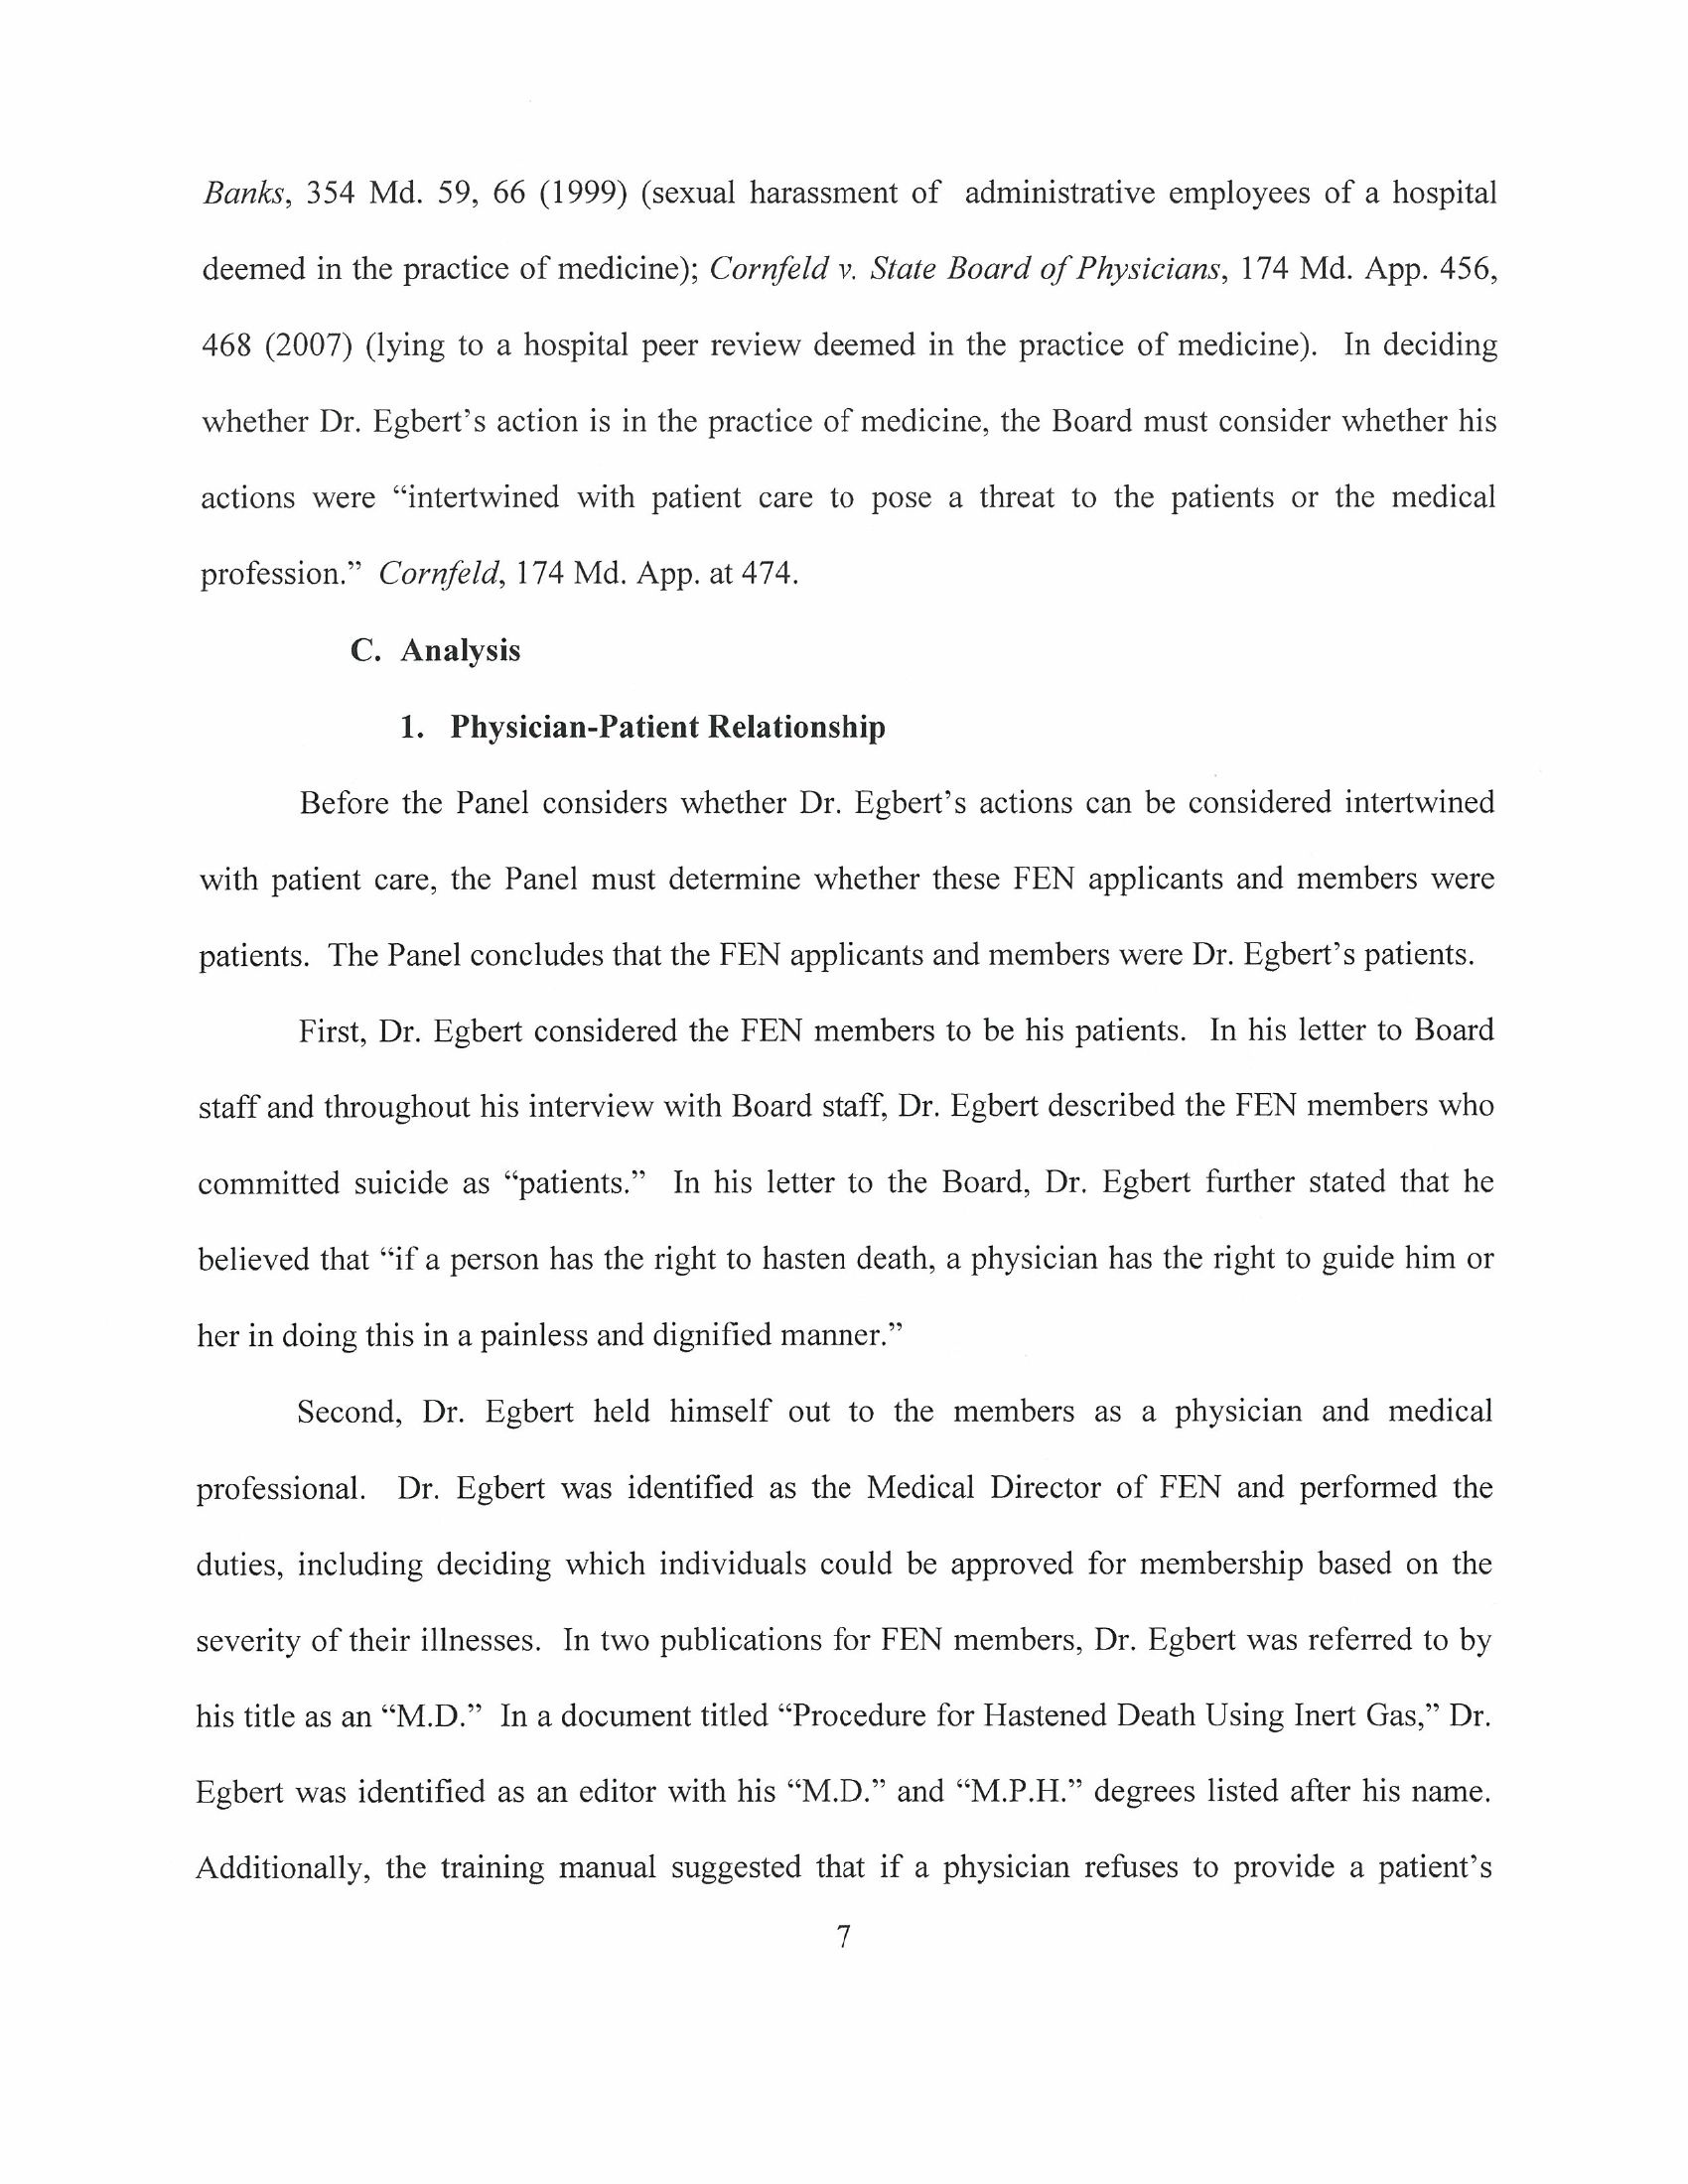 Banks, 354 Md. 59, 66 (1999) (sexual harassment of administrative employees of a hospital
deemed in the practice of medicine); Cornfeld v. State Board of Physicians, 174 Md. App. 456,
468 (2007) (lying to a hospital peer review deemed in the practice of medicine). In deciding
whether Dr. Egbert's action is in the practice of medicine, the Board must consider whether his
actions were “intertwined with patient care to pose a threat to the patients or the medical
profession.” Cornfeld, 174 Md. App. at 474.
C. Analysis
1. Physician-Patient Relationship
Before the Panel considers whether Dr. Egbert's actions can be considered intertwined
with patient care, the Panel must determine whether these FEN applicants and members were
patients. The Panel concludes that the FEN applicants and members were Dr. Egbert's patients.
First, Dr. Egbert considered the FEN members to be his patients. In his letter to Board
staff and throughout his interview with Board staff, Dr. Egbert described the FEN members who
committed suicide as “patients.” In his letter to the Board, Dr. Egbert further stated that he
believed that “if a person has the right to hasten death, a physician has the right to guide him or
her in doing this in a painless and dignified manner.”
Second, Dr. Egbert held himself out to the members as a physician and medical
professional. Dr. Egbert was identified as the Medical Director of FEN and performed the
duties, including deciding which individuals could be approved for membership based on the
severity of their illnesses. In two publications for FEN members, Dr. Egbert was referred to by
his title as an “M.D.” In a document titled “Procedure for Hastened Death Using Inert Gas,” Dr.
Egbert was identified as an editor with his “M.D.” and “M.P.H.” degrees listed after his name.
Additionally, the training manual suggested that if a physician refuses to provide a patient's
7